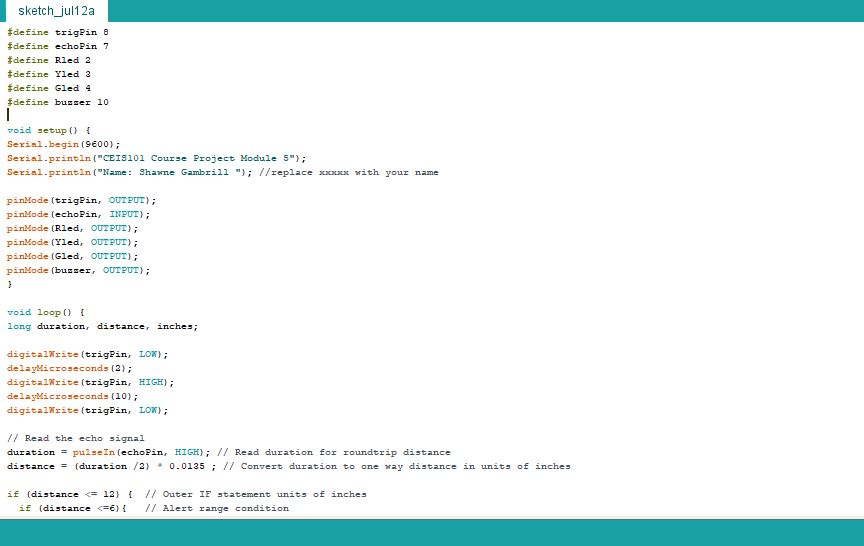 sketch_jul12a
#define trigPin 8
#define echoPin 7
#define Rled 2
#define Yled 3
#define Gled 4
#define buzzer 10
void setup() {
Serial.begin(9600);
Serial.println("CEIS101 Course Project Module 5");
Serial.println("Name: Shawne Gambrill "); //replace xxxxx with your name
pinMode(trigPin, OUTPUT);
pinMode(echoPin, INPUT);
pinMode(Rled, OUTPUT);
pinMode(Yled, OUTPUT);
pinMode(Gled, OUTPUT);
pinMode(buzzer, OUTPUT);
}
void loop() {
long duration, distance, inches;
digitalWrite(trigPin, LOW);
delayMicroseconds(2);
digitalWrite(trigPin, HIGH);
delayMicroseconds(10);
digitalWrite(trigPin, LOW);
// Read the echo signal
duration = pulseIn(echoPin, HIGH); // Read duration for roundtrip distance
distance = (duration /2) * 0.0135 ; // Convert duration to one way distance in units of inches
if (distance <= 12) { // Outer IF statement units of inches
if (distance <=6){ // Alert range condition